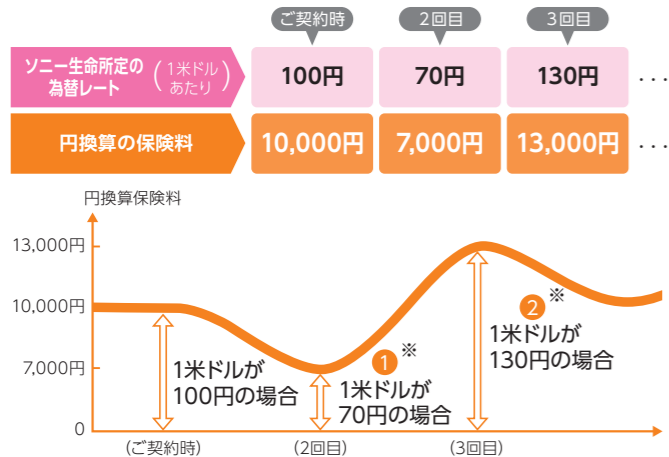 ご契約時 2回目 3回目
ソニー生命所定の
為替レート
(1米ドル
あたり)
100円 70円 130円 ...
円換算の保険料 10,000円 7,000円 13,000円 ...
円換算保険料
13,000円
10,000円
7,000円
0
1米ドルが
100円の場合
1※
1米ドルが
70円の場合
2※
1米ドルが
130円の場合
(ご契約時) (2回目) (3回目)